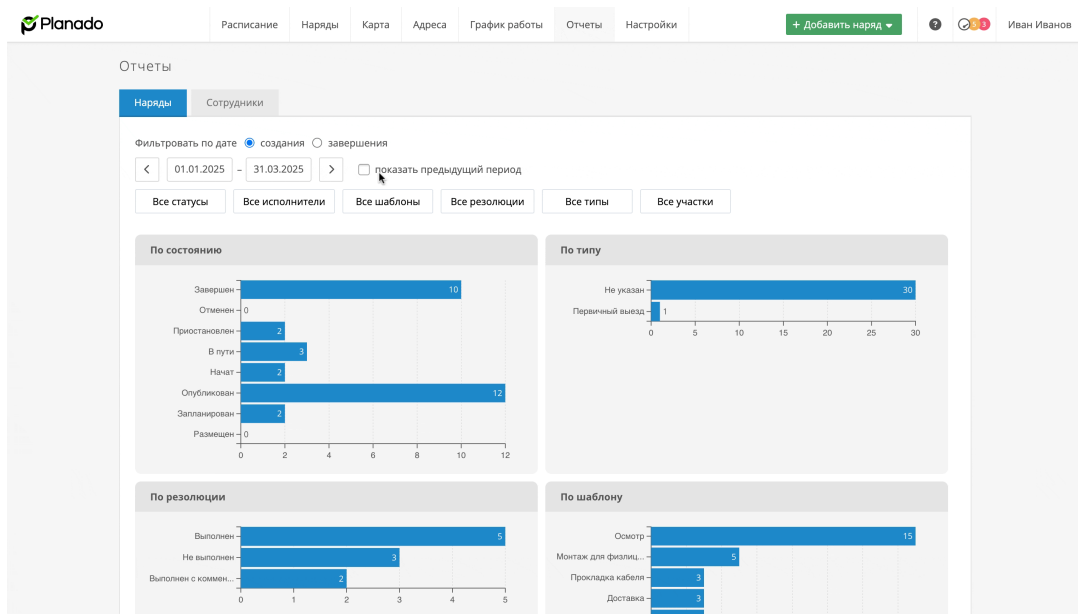 Planado
Расписание Наряды Карта Адреса График работы Отчеты Настройки + Добавить наряд ? 5 3 Иван Иванов
Отчеты
Наряды Сотрудники
Фильтровать по дате создания завершения
01.01.2025 – 31.03.2025 показать предыдущий период
Все статусы Все исполнители Все шаблоны Все резолюции Все типы Все участки
По состоянию
Завершен 10
Отменен 0
Приостановлен 2
В пути 3
Начат 2
Опубликован 12
Запланирован 2
Размещен 0
0 2 4 6 8 10 12
По типу
Не указан 30
Первичный выезд 1
0 5 10 15 20 25 30
По резолюции
Выполнен 5
Не выполнен 3
Выполнен с коммен... 2
0 1 2 3 4 5
По шаблону
Осмотр 15
Монтаж для физлиц... 5
Прокладка кабеля 3
Доставка 3